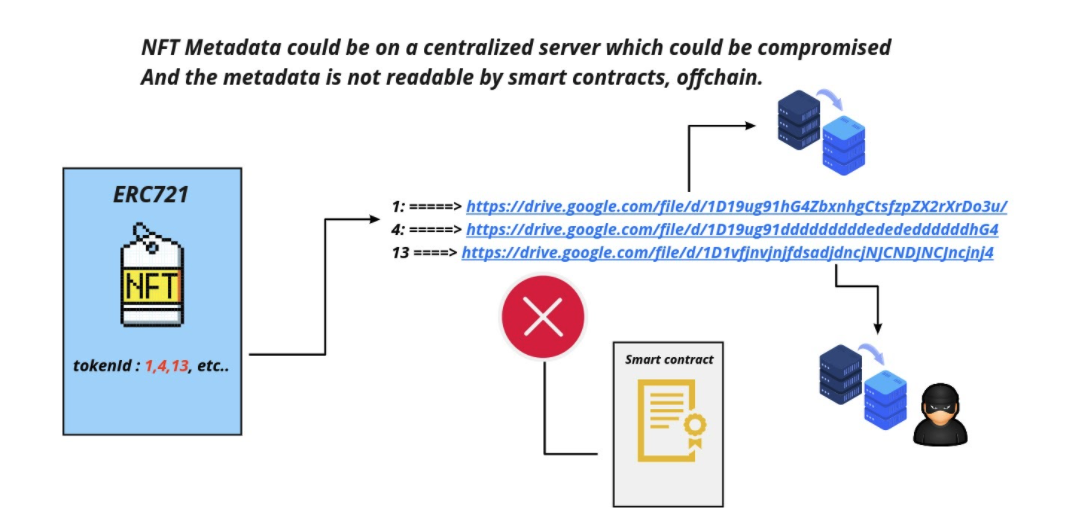 NFT Metadata could be on a centralized server which could be compromised
And the metadata is not readable by smart contracts, offchain.
ERC721
NFT
tokenId : 1,4,13, etc..
1: =====> https://drive.google.com/file/d/1D19ug91hG4ZbxnhgCtsfzpZX2rXrDo3u/
4: =====> https://drive.google.com/file/d/1D19ug91dddddddddedededdddddhG4
13 ====> https://drive.google.com/file/d/1D1vfjnvjnjfdsadjdncjNJCNDJNCJncjnj4
Smart contract